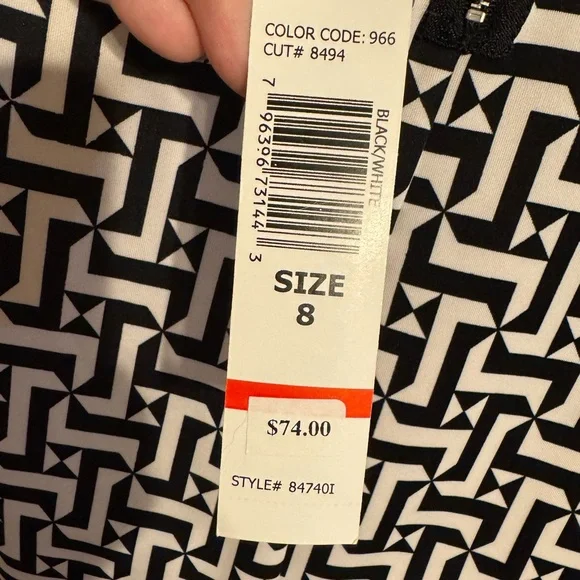 COLOR CODE: 966
CUT# 8494
BLACK/WHITE
7 96396 73144 3
SIZE
8
$74.00
STYLE# 84740I